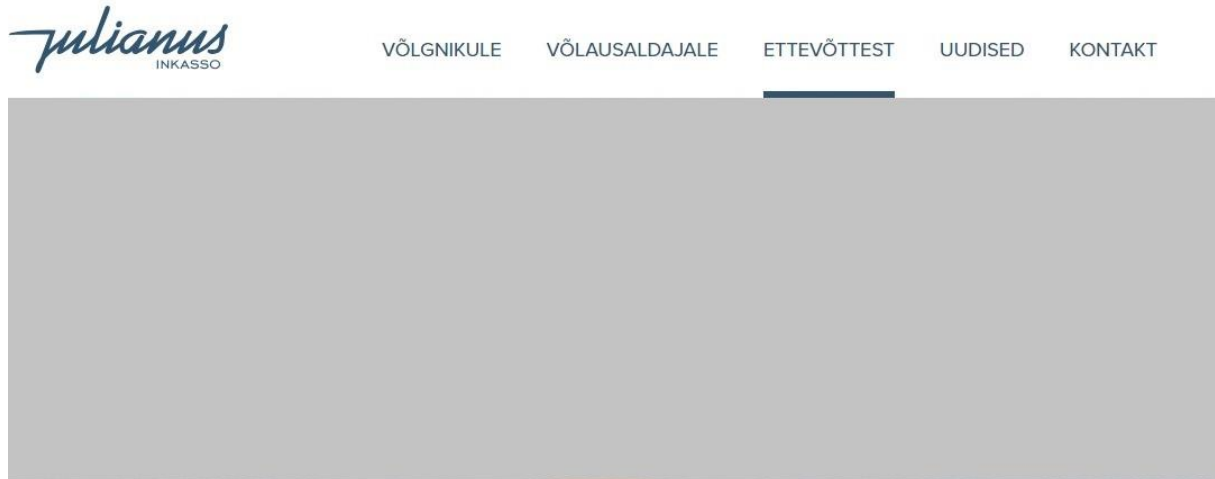 julianus
INKASSO
VÕLGNIKULE VÕLAUSALDAJALE ETTEVÕTTEST UUDISED KONTAKT